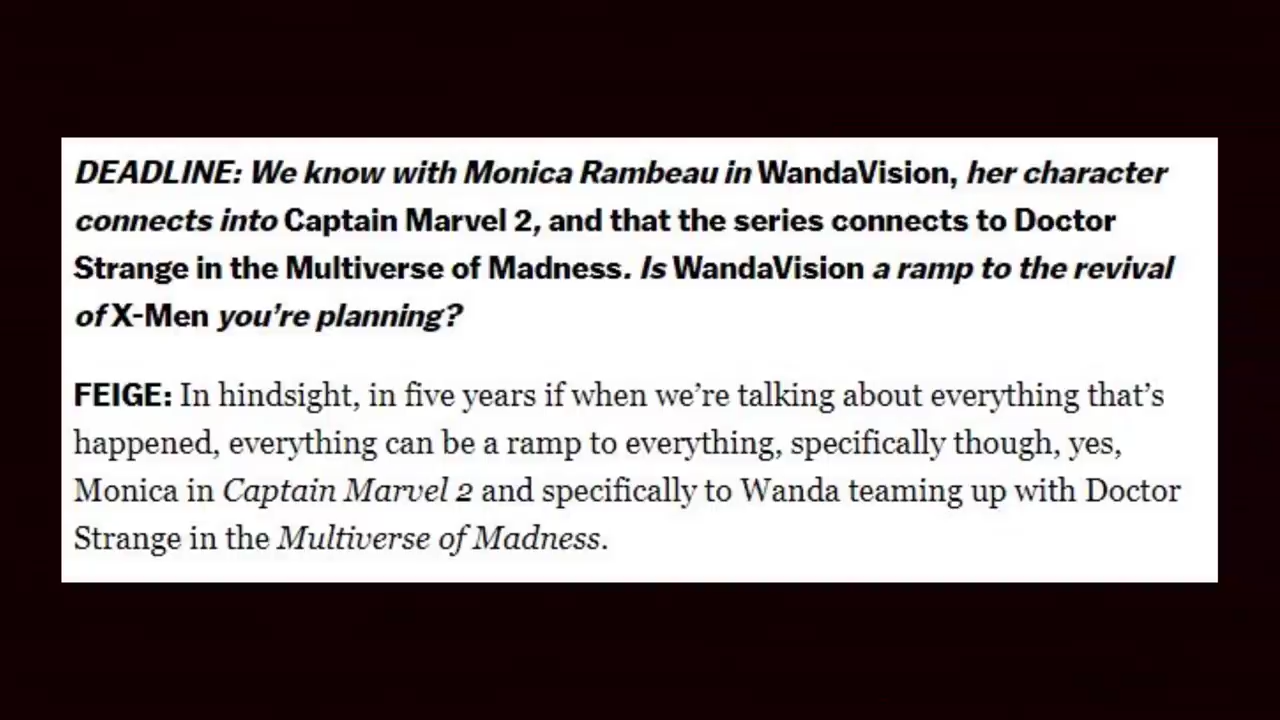 DEADLINE: We know with Monica Rambeau in WandaVision, her character
connects into Captain Marvel 2, and that the series connects to Doctor
Strange in the Multiverse of Madness. Is WandaVision a ramp to the revival
of X-Men you're planning?
FEIGE: In hindsight, in five years if when we're talking about everything that's
happened, everything can be a ramp to everything, specifically though, yes,
Monica in Captain Marvel 2 and specifically to Wanda teaming up with Doctor
Strange in the Multiverse of Madness.